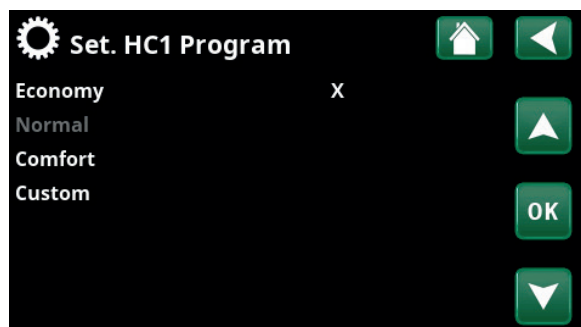 Set. HC1 Program
Economy X
Normal
Comfort
Custom
OK